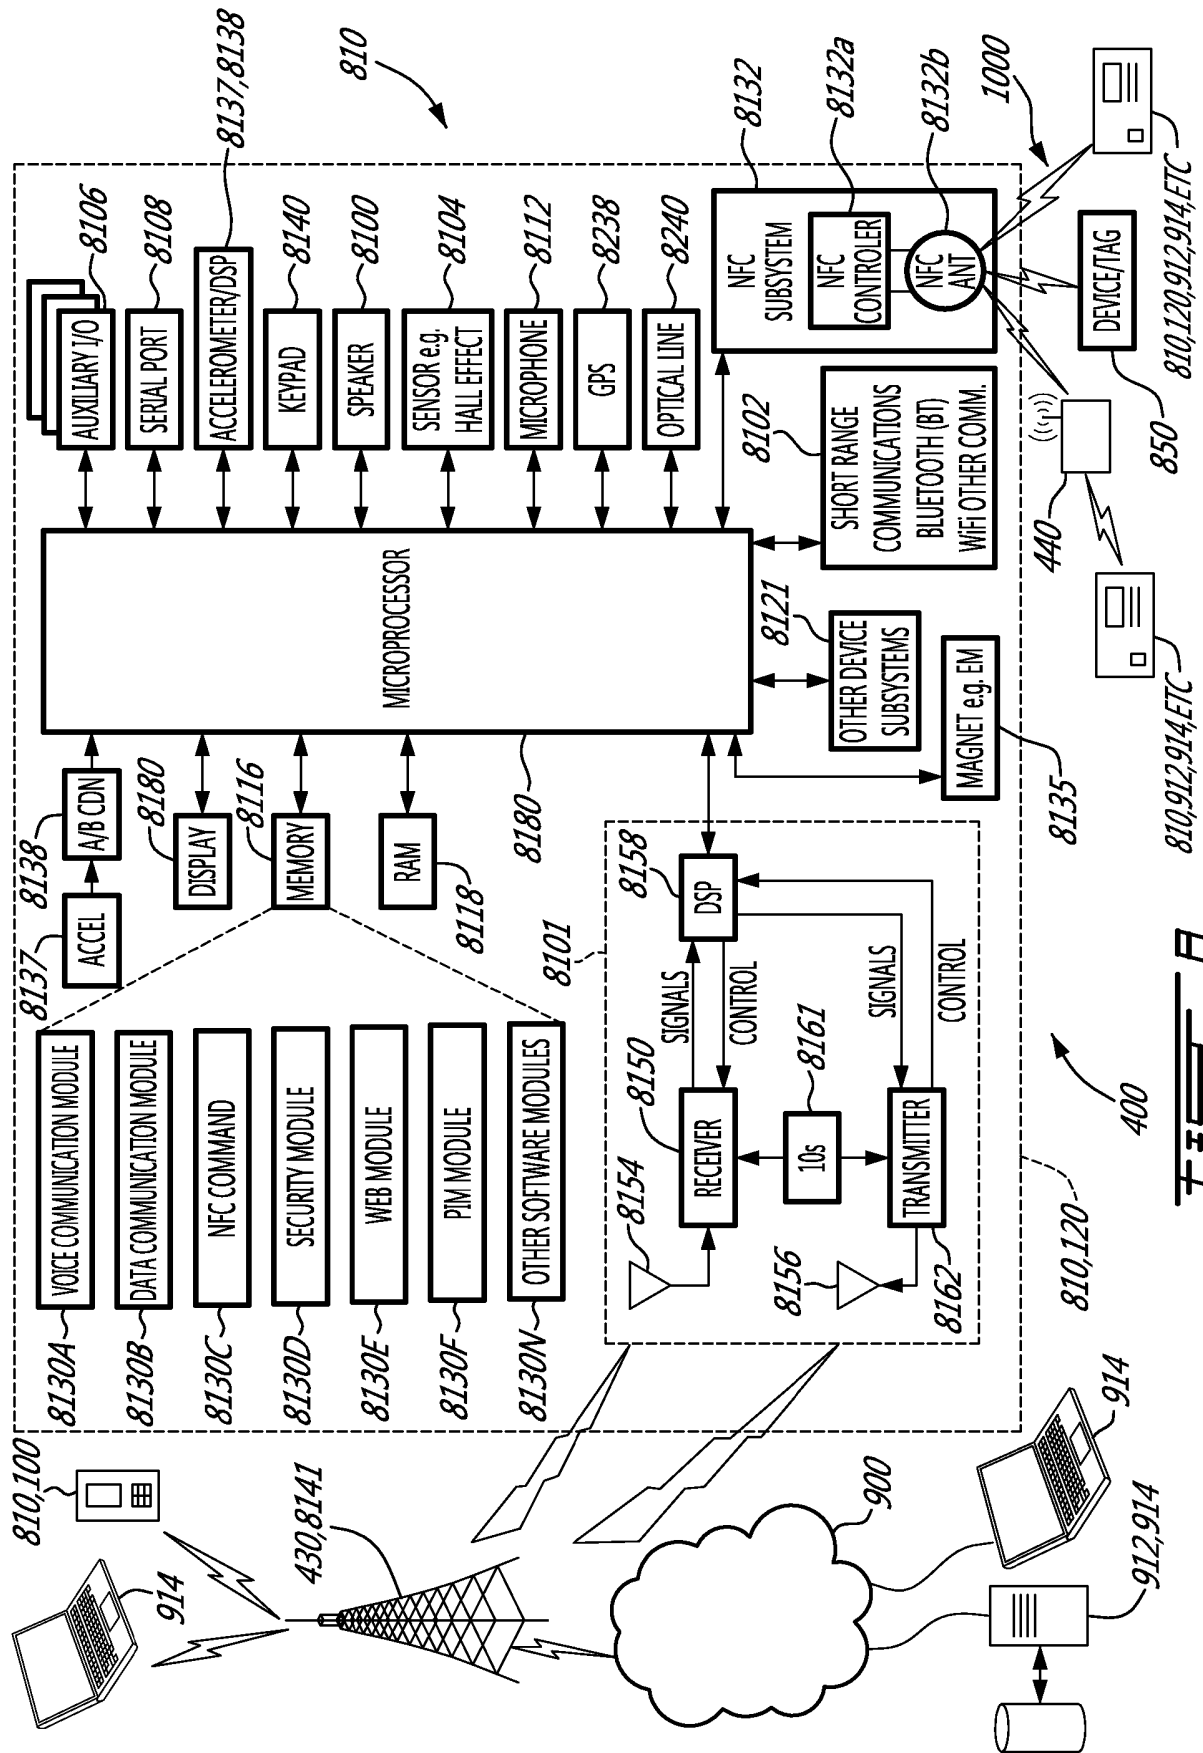 810,100
914
430,8141
900
914
912,914
8130A
VOICE COMMUNICATION MODULE
8130B
DATA COMMUNICATION MODULE
8130C
NFC COMMAND
8130D
SECURITY MODULE
8130E
WEB MODULE
8130F
PIM MODULE
8130N
OTHER SOFTWARE MODULES
8137
ACCEL
8138
A/B CDN
8180
DISPLAY
8116
MEMORY
RAM
8118
8180
MICROPROCESSOR
AUXILIARY I/O
8106
SERIAL PORT
8108
ACCELEROMETER/DSP
8137,8138
KEYPAD
8140
SPEAKER
8100
SENSOR e.g.
HALL EFFECT
8104
MICROPHONE
8112
GPS
8238
OPTICAL LINE
8240
810
NFC
SUBSYSTEM
8132
NFC
CONTROLER
8132a
NFC
ANT
8132b
1000
8102
SHORT RANGE
COMMUNICATIONS
BLUETOOTH (BT)
WiFi OTHER COMM.
8121
OTHER DEVICE
SUBSYSTEMS
MAGNET e.g. EM
8135
8101
8158
DSP
SIGNALS
CONTROL
SIGNALS
CONTROL
8150
RECEIVER
8161
10s
TRANSMITTER
8162
8154
8156
810,120
400
440
DEVICE/TAG
850
810,120,912,914,ETC
810,912,914,ETC